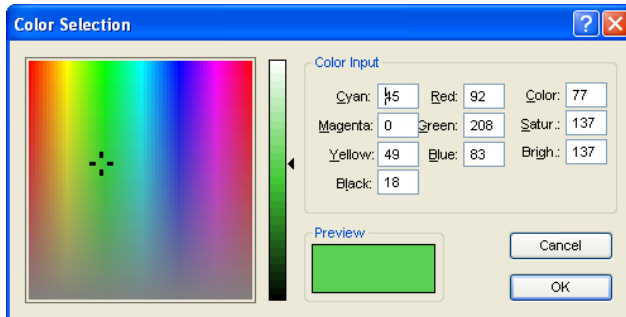 Color Selection
Color Input
Cyan: 45 Red: 92 Color: 77
Magenta: 0 Green: 208 Satur.: 137
Yellow: 49 Blue: 83 Brigh.: 137
Black: 18
Preview
Cancel
OK